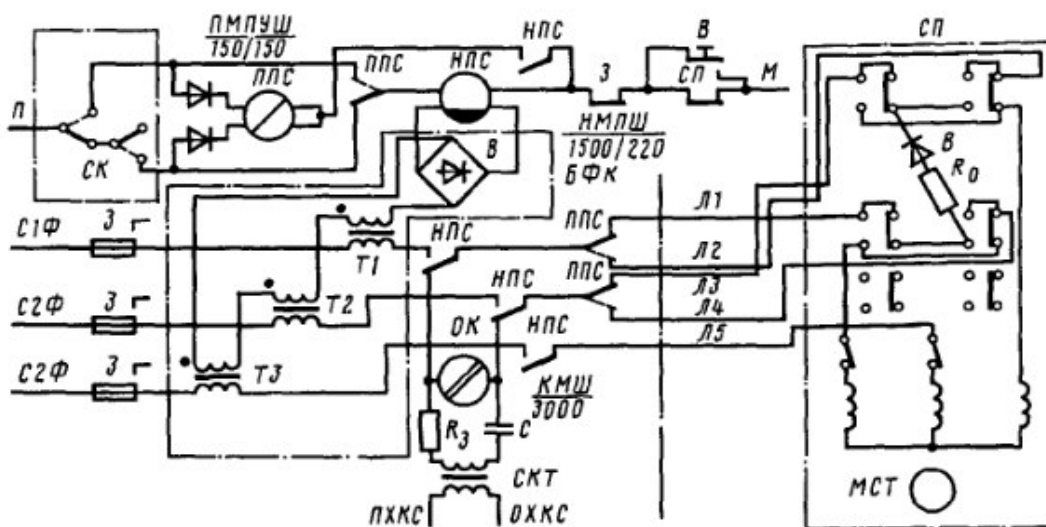 ПМПУШ
150/150
ППС
ППС
НПС
НПС
В
СП
З
СП
М
П
СК
НМПШ
1500/220
БФК
В
R0
С1Ф
З
Т1
НПС
ППС
Л1
Л2
С2Ф
З
Т2
НПС
ППС
Л3
Л4
ОК
НПС
Л5
С2Ф
З
Т3
КМШ
3000
R3
С
СКТ
ПХКС
ОХКС
МСТ